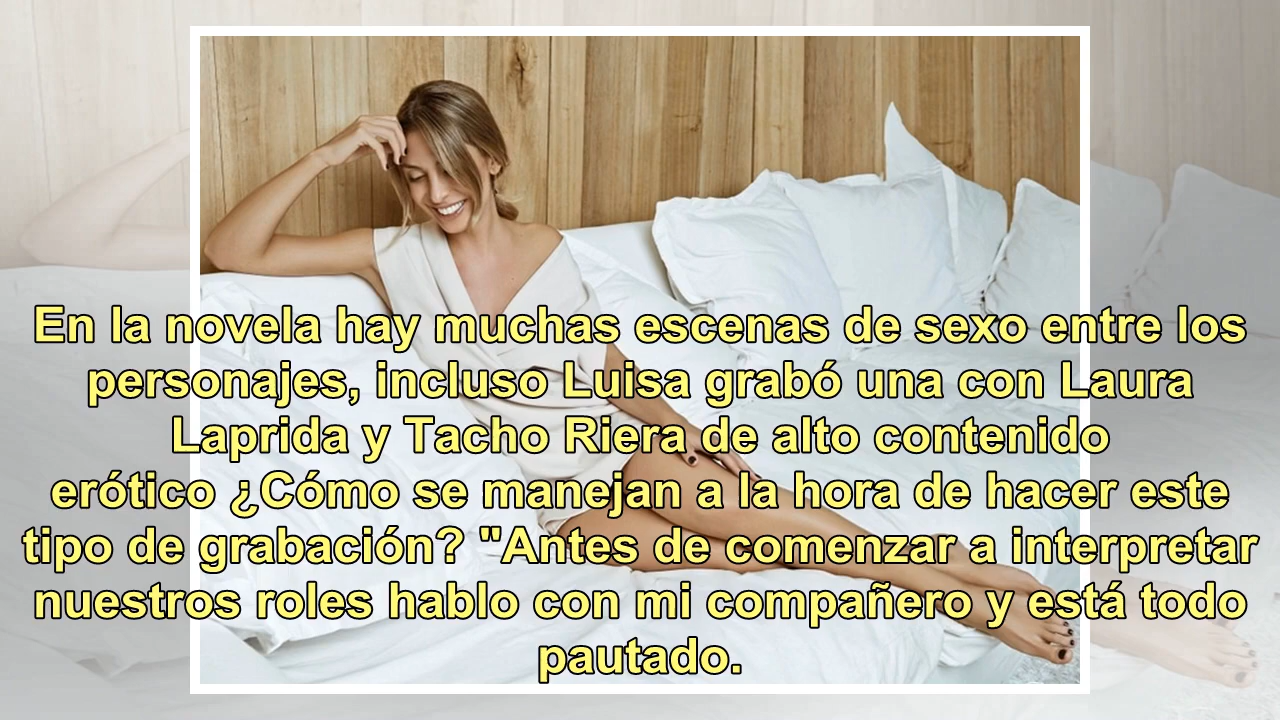 En la novela hay muchas escenas de sexo entre los
personajes, incluso Luisa grabó una con Laura
Laprida y Tacho Riera de alto contenido
erótico ¿Cómo se manejan a la hora de hacer este
tipo de grabación? "Antes de comenzar a interpretar
nuestros roles hablo con mi compañero y está todo
pautado.